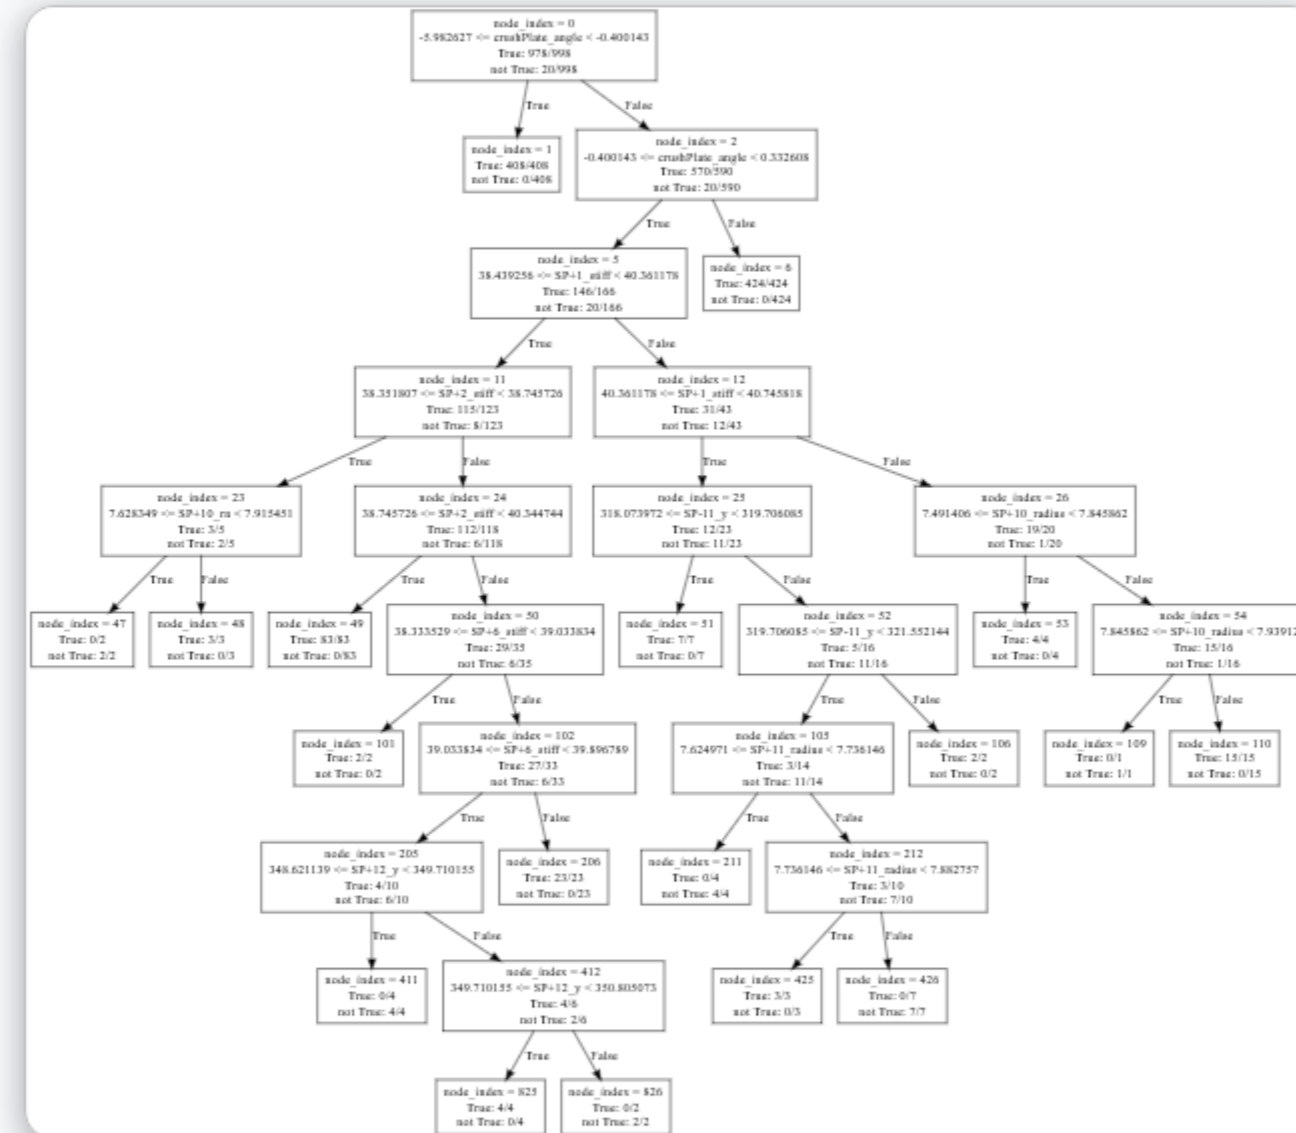 node_index = 0
-5.982627 <= crushPlate_angle < -0.400143
True: 978/998
not True: 20/998
True
False
node_index = 1
True: 408/408
not True: 0/408
node_index = 2
-0.400143 <= crushPlate_angle < 0.332608
True: 570/590
not True: 20/590
True
False
node_index = 5
38.439256 <= SP+1_stiff < 40.361178
True: 146/166
not True: 20/166
node_index = 6
True: 424/424
not True: 0/424
True
False
node_index = 11
38.351807 <= SP+2_stiff < 38.745726
True: 115/123
not True: 8/123
node_index = 12
40.361178 <= SP+1_stiff < 40.745818
True: 31/43
not True: 12/43
True
False
True
False
node_index = 23
7.628349 <= SP+10_rn < 7.915451
True: 3/5
not True: 2/5
node_index = 24
38.745726 <= SP+2_stiff < 40.344744
True: 112/118
not True: 6/118
node_index = 25
318.073972 <= SP-11_y < 319.706085
True: 12/23
not True: 11/23
node_index = 26
7.491406 <= SP+10_radius < 7.845862
True: 19/20
not True: 1/20
True
False
True
False
True
False
True
False
node_index = 47
True: 0/2
not True: 2/2
node_index = 48
True: 3/3
not True: 0/3
node_index = 49
True: 83/83
not True: 0/83
node_index = 50
38.333529 <= SP+6_stiff < 39.033834
True: 29/35
not True: 6/35
node_index = 51
True: 7/7
not True: 0/7
node_index = 52
319.706085 <= SP-11_y < 321.552144
True: 5/16
not True: 11/16
node_index = 53
True: 4/4
not True: 0/4
node_index = 54
7.845862 <= SP+10_radius < 7.93912
True: 15/16
not True: 1/16
True
False
True
False
True
False
node_index = 101
True: 2/2
not True: 0/2
node_index = 102
39.033834 <= SP+6_stiff < 39.896789
True: 27/33
not True: 6/33
node_index = 105
7.624971 <= SP+11_radius < 7.736146
True: 3/14
not True: 11/14
node_index = 106
True: 2/2
not True: 0/2
node_index = 109
True: 0/1
not True: 1/1
node_index = 110
True: 15/15
not True: 0/15
True
False
True
False
node_index = 205
348.621139 <= SP+12_y < 349.710155
True: 4/10
not True: 6/10
node_index = 206
True: 23/23
not True: 0/23
node_index = 211
True: 0/4
not True: 4/4
node_index = 212
7.736146 <= SP+11_radius < 7.882757
True: 3/10
not True: 7/10
True
False
True
False
node_index = 411
True: 0/4
not True: 4/4
node_index = 412
349.710155 <= SP+12_y < 350.805073
True: 4/6
not True: 2/6
node_index = 425
True: 3/3
not True: 0/3
node_index = 426
True: 0/7
not True: 7/7
True
False
node_index = 825
True: 4/4
not True: 0/4
node_index = 826
True: 0/2
not True: 2/2